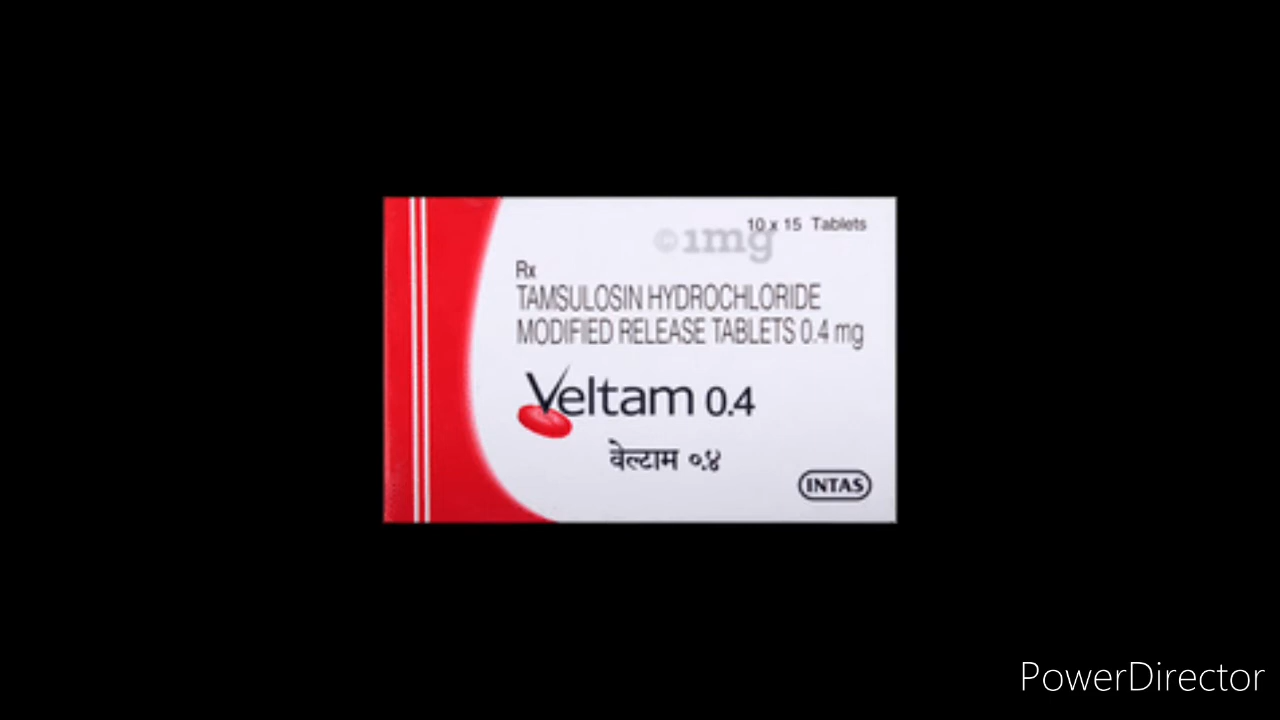 10 x 15 Tablets
©1mg
Rx
TAMSULOSIN HYDROCHLORIDE
MODIFIED RELEASE TABLETS 0.4 mg
Veltam 0.4
वेल्टाम ०.४
INTAS
PowerDirector